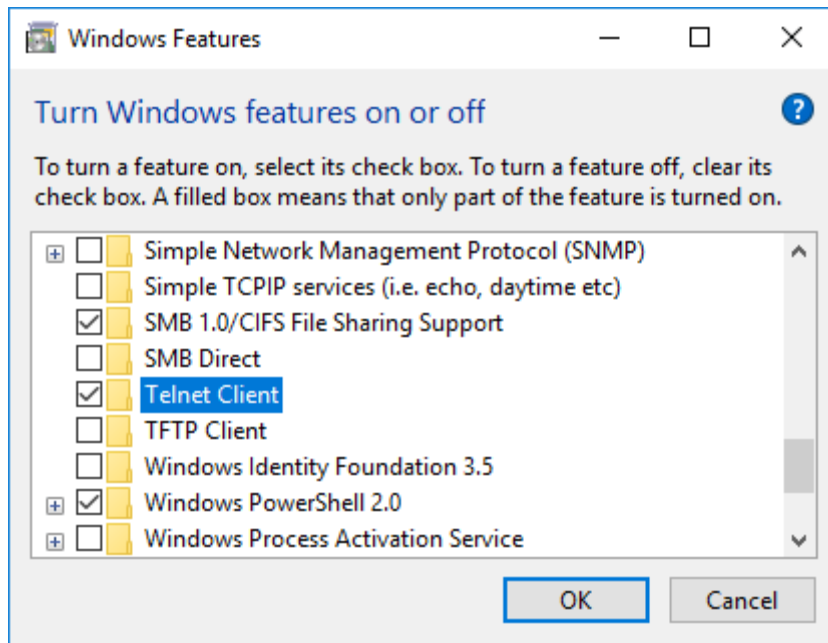 Windows Features
Turn Windows features on or off
To turn a feature on, select its check box. To turn a feature off, clear its
check box. A filled box means that only part of the feature is turned on.
Simple Network Management Protocol (SNMP)
Simple TCPIP services (i.e. echo, daytime etc)
SMB 1.0/CIFS File Sharing Support
SMB Direct
Telnet Client
TFTP Client
Windows Identity Foundation 3.5
Windows PowerShell 2.0
Windows Process Activation Service
OK Cancel